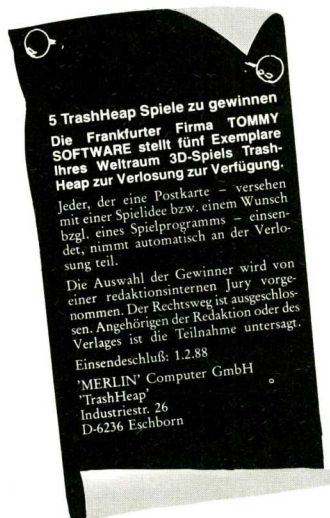 5 TrashHeap Spiele zu gewinnen
Die Frankfurter Firma TOMMY
SOFTWARE stellt fünf Exemplare
Ihres Weltraum 3D-Spiels Trash-
Heap zur Verlosung zur Verfügung.
Jeder, der eine Postkarte – versehen
mit einer Spielidee bzw. einem Wunsch
bzgl. eines Spielprogramms – einsen-
det, nimmt automatisch an der Verlo-
sung teil.
Die Auswahl der Gewinner wird von
einer redaktionsinternen Jury vorge-
nommen. Der Rechtsweg ist ausgeschlos-
sen. Angehörigen der Redaktion oder des
Verlages ist die Teilnahme untersagt.
Einsendeschluß: 1.2.88
'MERLIN' Computer GmbH
'TrashHeap'
Industriestr. 26
D-6236 Eschborn